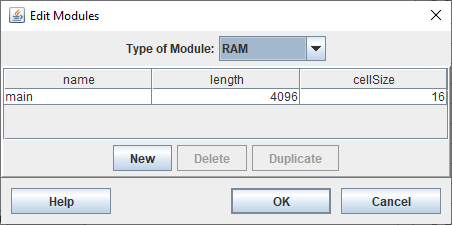 Edit Modules
Type of Module: RAM
name length cellSize
main 4096 16
New Delete Duplicate
Help OK Cancel